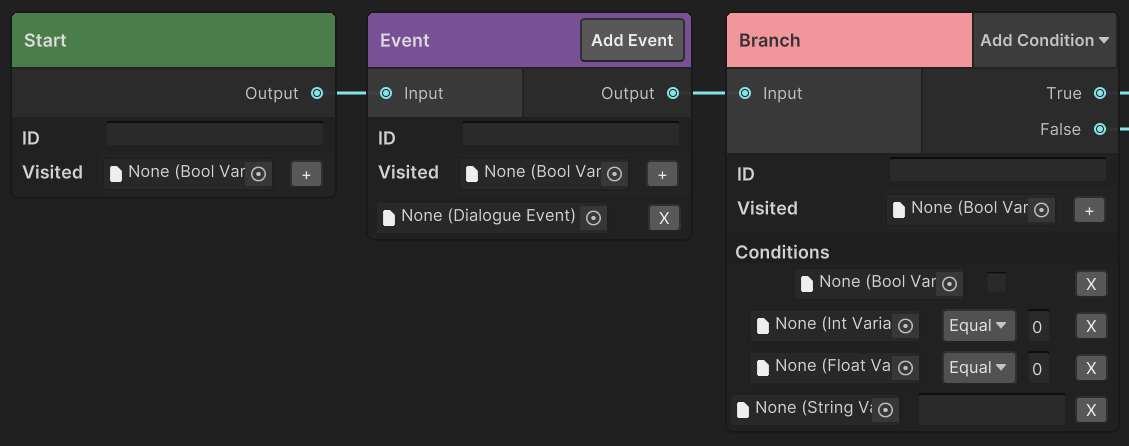 Start
Output
ID
Visited
None (Bool Var
+
Event
Add Event
Input
Output
ID
Visited
None (Bool Var
+
None (Dialogue Event)
X
Branch
Add Condition
Input
True
False
ID
Visited
None (Bool Var
+
Conditions
None (Bool Var
X
None (Int Varia
Equal
0
X
None (Float Va
Equal
0
X
None (String Va
X